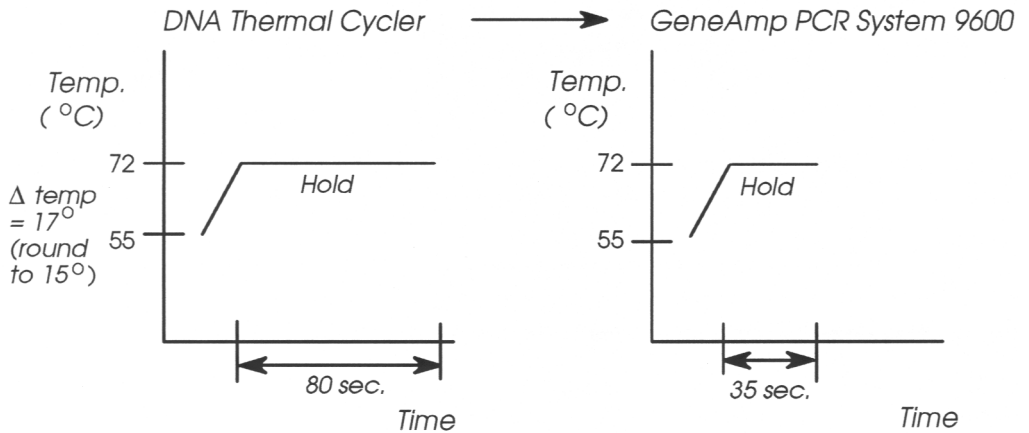 DNA Thermal Cycler
GeneAmp PCR System 9600
Temp.
( °C)
72
Hold
Δ temp
= 17°
(round
to 15°)
55
80 sec.
Time
Temp.
( °C)
72
Hold
55
35 sec.
Time